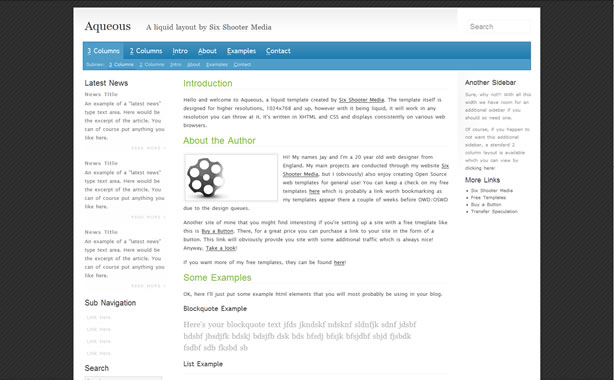 Aqueous
A liquid layout by Six Shooter Media
Search
3 Columns 2 Columns Intro About Examples Contact
Subnav: 3 Columns 2 Columns Intro About Examples Contact
Latest News
News Title
An example of a "latest news"
type text area. Here would be
the excerpt of the article. You
can of course put anything you
like here.
READ MORE
News Title
An example of a "latest news"
type text area. Here would be
the excerpt of the article. You
can of course put anything you
like here.
READ MORE
News Title
An example of a "latest news"
type text area. Here would be
the excerpt of the article. You
can of course put anything you
like here.
READ MORE
Sub Navigation
Link Here
Link Here
Link Here
Link Here
Search
Introduction
Hello and welcome to Aqueous, a liquid template created by Six Shooter Media. The template itself is
designed for higher resolutions, 1024x768 and up, however with it being liquid, it will work in any
resolution you can throw at it. It's written in XHTML and CSS and displays consistently on various web
browsers.
About the Author
Hi! My names Jay and I'm a 20 year old web designer from
England. My main projects are conducted through my website Six
Shooter Media, but I (obviously) also enjoy creating Open Source
web templates for general use! You can keep a check on my free
templates here which is probably a link worth bookmarking as
my templates appear there a couple of weeks before OWD/OSWD
due to the design queues.
Another site of mine that you might find interesting if you're setting up a site with a free tmeplate like
this is Buy a Button. There, for a great price you can purchase a link to your site in the form of a
button. This link will obviously provide you site with some additional traffic which is always nice!
Anyway, Take a look!
If you want more of my free templates, they can be found here!
Some Examples
OK, here I'll just put some example html elements that you will most probably be using in your blog.
Blockquote Example
Here's your blockquote text jfds
List Example
Another Sidebar
Sure, why not!! With all this
width we have room for an
additional sidebar if you
should so need one.
Of course, if you happen to
not want this additional
sidebar, a standard 2
column layout is available
which you can view by
clicking here!
More Links
Six Shooter Media
Free Templates
Buy a Button
Transfer Speculation